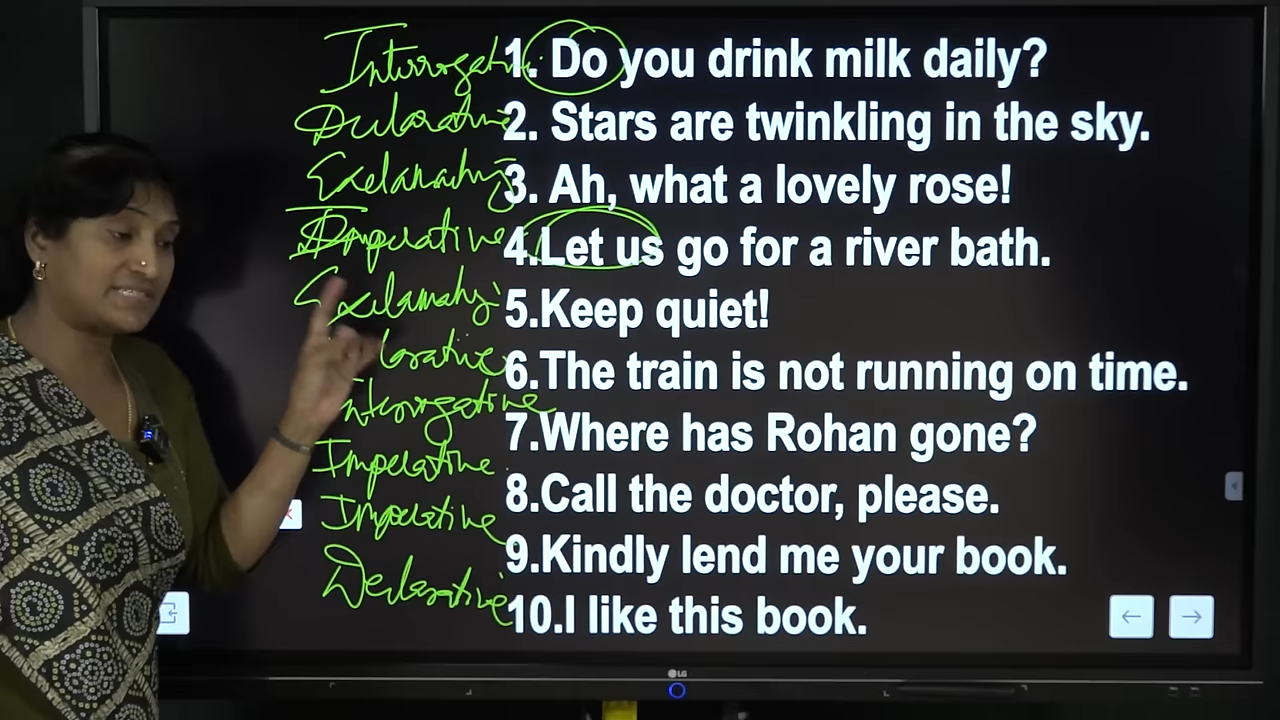 Interrogati 1. Do you drink milk daily?
Declarative 2. Stars are twinkling in the sky.
3. Ah, what a lovely rose!
Imperative 4.Let us go for a river bath.
5.Keep quiet!
larative 6.The train is not running on time.
Interrogative 7.Where has Rohan gone?
Imperative 8.Call the doctor, please.
Imperative 9.Kindly lend me your book.
Declarative 10.I like this book.
LG